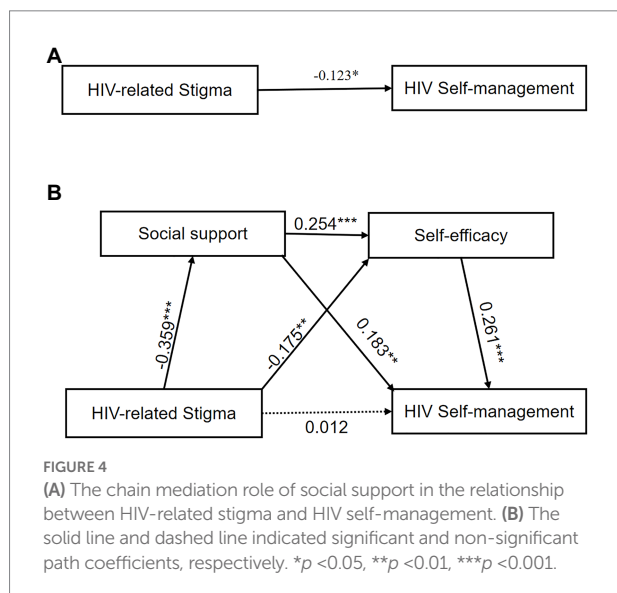 A
HIV-related Stigma
-0.123*
HIV Self-management
B
Social support
0.254***
Self-efficacy
-0.359***
-0.175**
0.183**
0.261***
HIV-related Stigma
0.012
HIV Self-management
FIGURE 4
(A) The chain mediation role of social support in the relationship
between HIV-related stigma and HIV self-management. (B) The
solid line and dashed line indicated significant and non-significant
path coefficients, respectively. *p <0.05, **p <0.01, ***p <0.001.